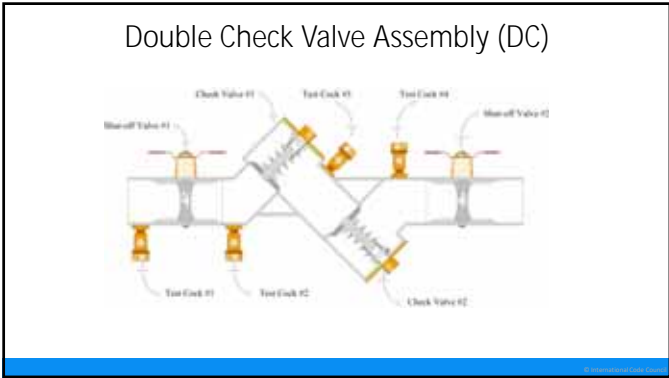 Double Check Valve Assembly (DC)
Check Valve #1
Test Cock #3
Test Cock #4
Shut-off Valve #1
Shut-off Valve #2
Test Cock #1
Test Cock #2
Check Valve #2
© International Code Council